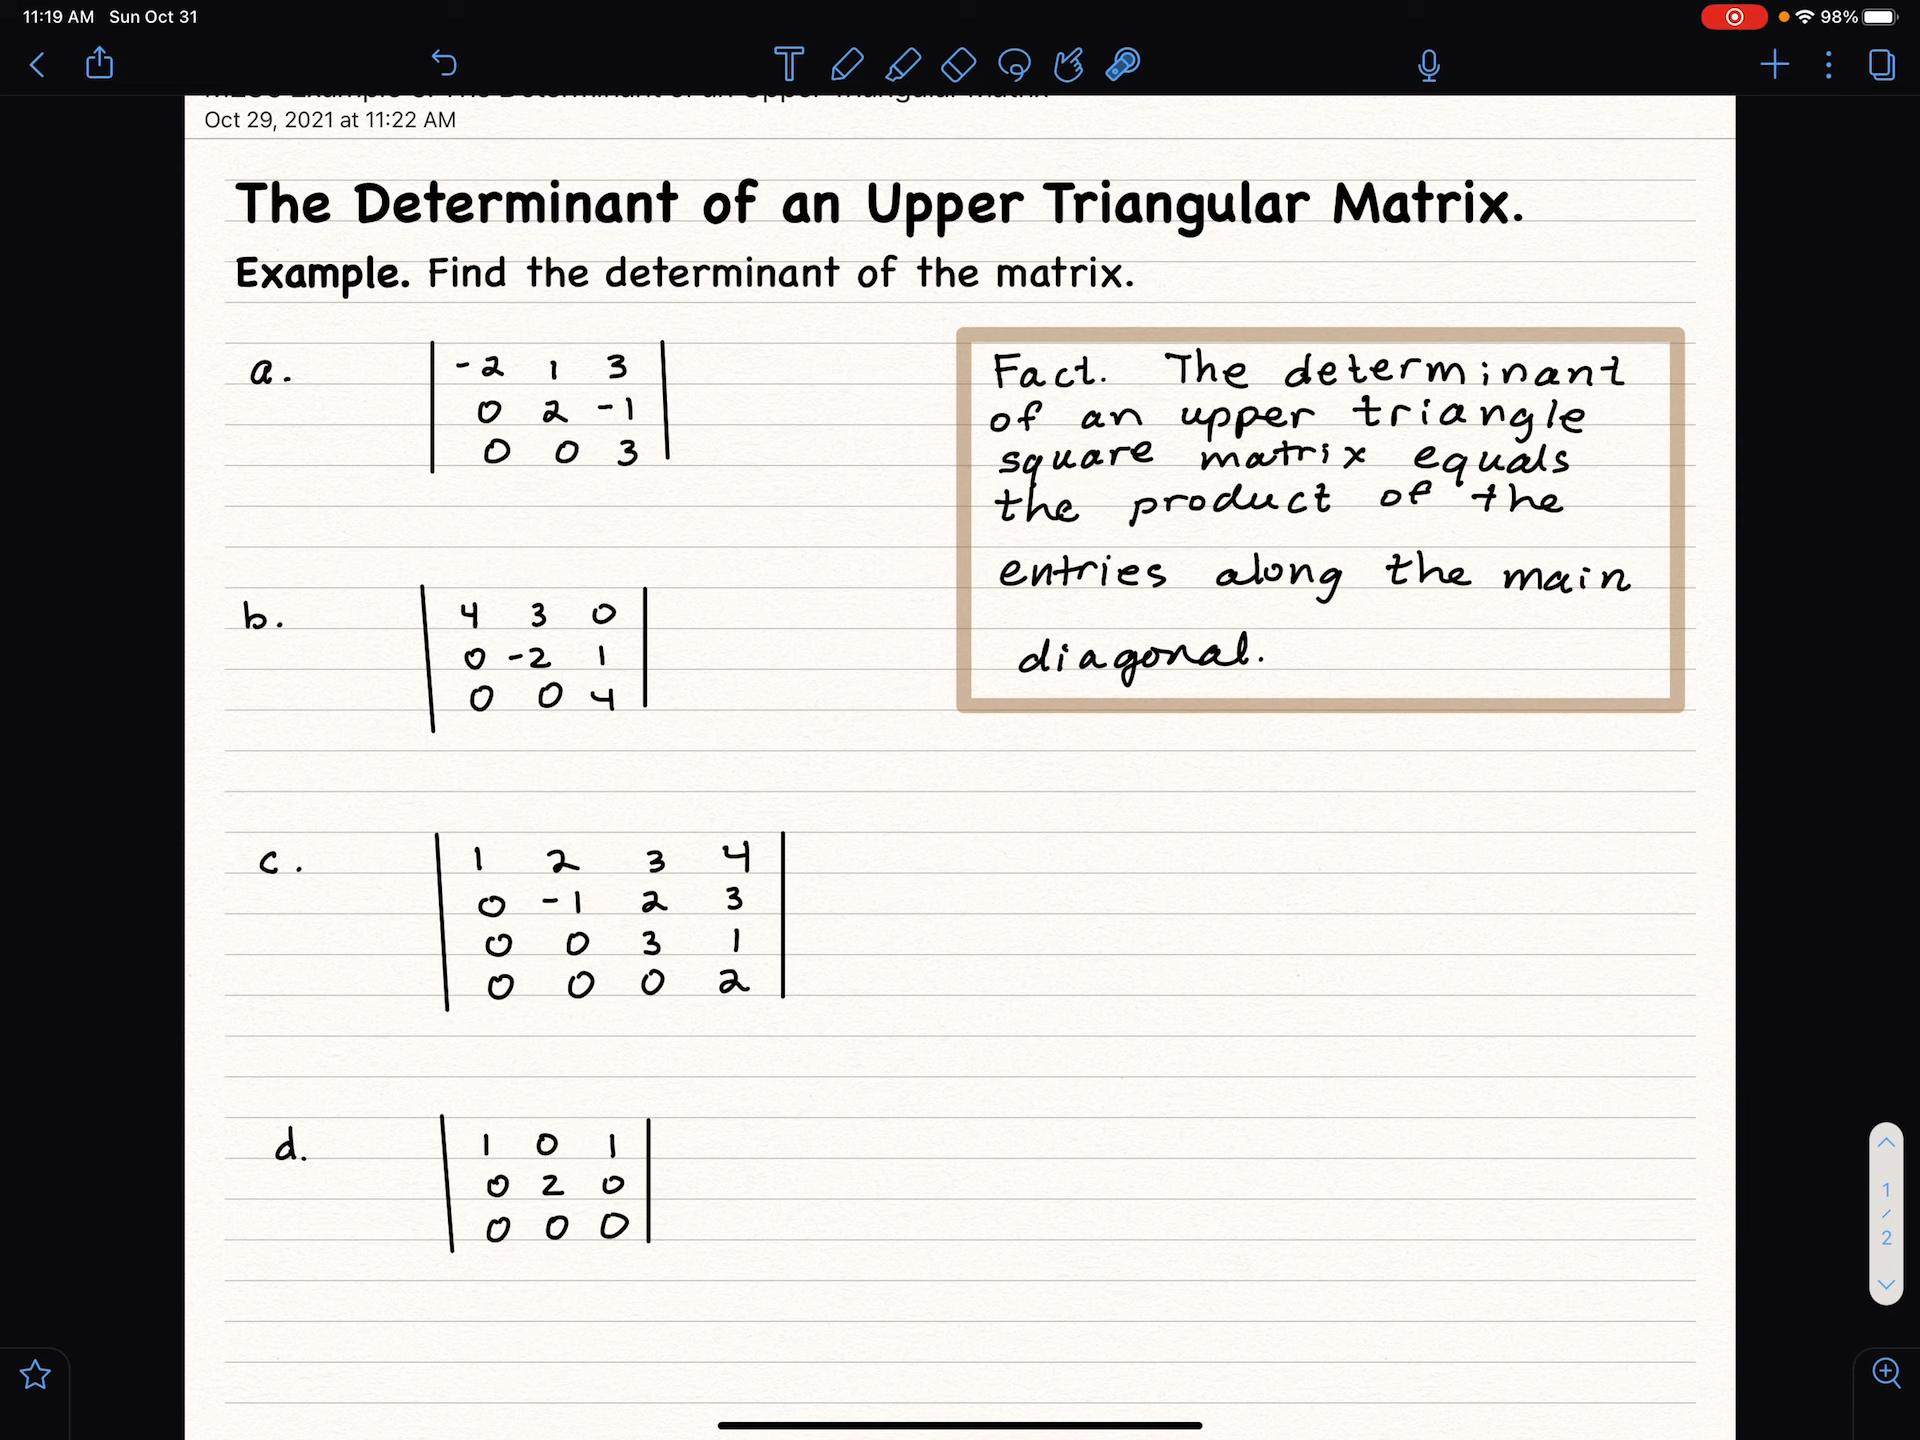 11:19 AM Sun Oct 31
98%
Oct 29, 2021 at 11:22 AM
The Determinant of an Upper Triangular Matrix.
Example. Find the determinant of the matrix.
a.
-2 1 3
0 2 -1
0 0 3
Fact. The determinant
of an upper triangle
square matrix equals
the product of the
entries along the main
diagonal.
b.
4 3 0
0 -2 1
0 0 4
c.
1 2 3 4
0 -1 2 3
0 0 3 1
0 0 0 2
d.
1 0 1
0 2 0
0 0 0
1
/
2